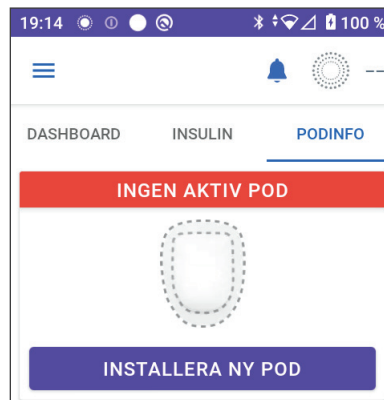 19:14 100 %
--
DASHBOARD INSULIN PODINFO
INGEN AKTIV POD
INSTALLERA NY POD